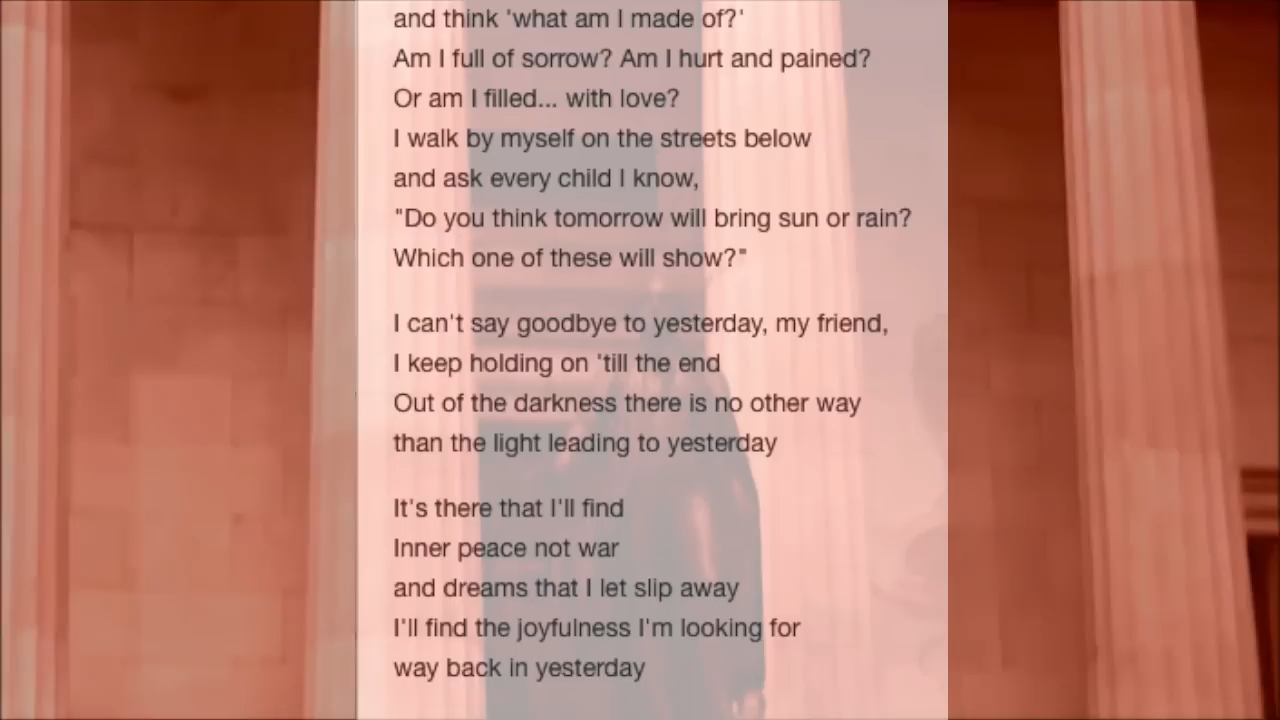 and think 'what am I made of?'
Am I full of sorrow? Am I hurt and pained?
Or am I filled... with love?
I walk by myself on the streets below
and ask every child I know,
"Do you think tomorrow will bring sun or rain?
Which one of these will show?"
I can't say goodbye to yesterday, my friend,
I keep holding on 'till the end
Out of the darkness there is no other way
than the light leading to yesterday
It's there that I'll find
Inner peace not war
and dreams that I let slip away
I'll find the joyfulness I'm looking for
way back in yesterday